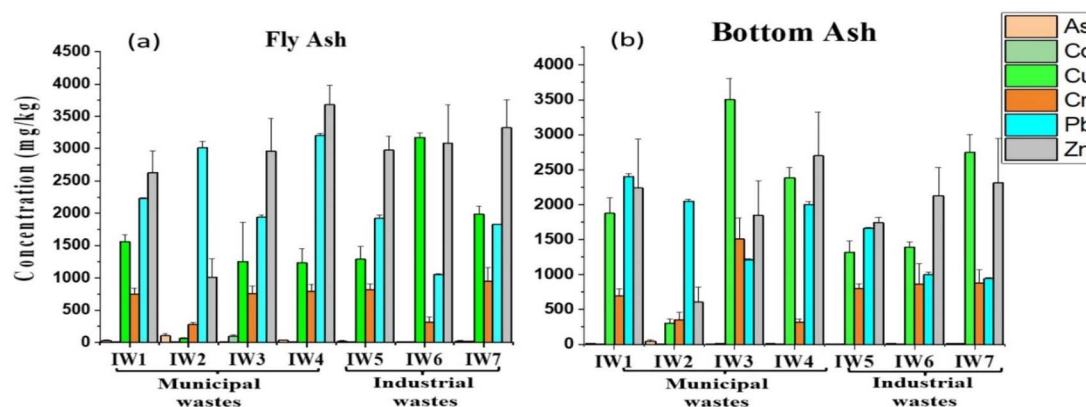 (a) Fly Ash
Concentration (mg/kg)
4500
4000
3500
3000
2500
2000
1500
1000
500
0
IW1 IW2 IW3 IW4 IW5 IW6 IW7
Municipal wastes
Industrial wastes
(b) Bottom Ash
4000
3500
3000
2500
2000
1500
1000
500
0
IW1 IW2 IW3 IW4 IW5 IW6 IW7
Municipal wastes
Industrial wastes
As
Cu
Pb
Zn